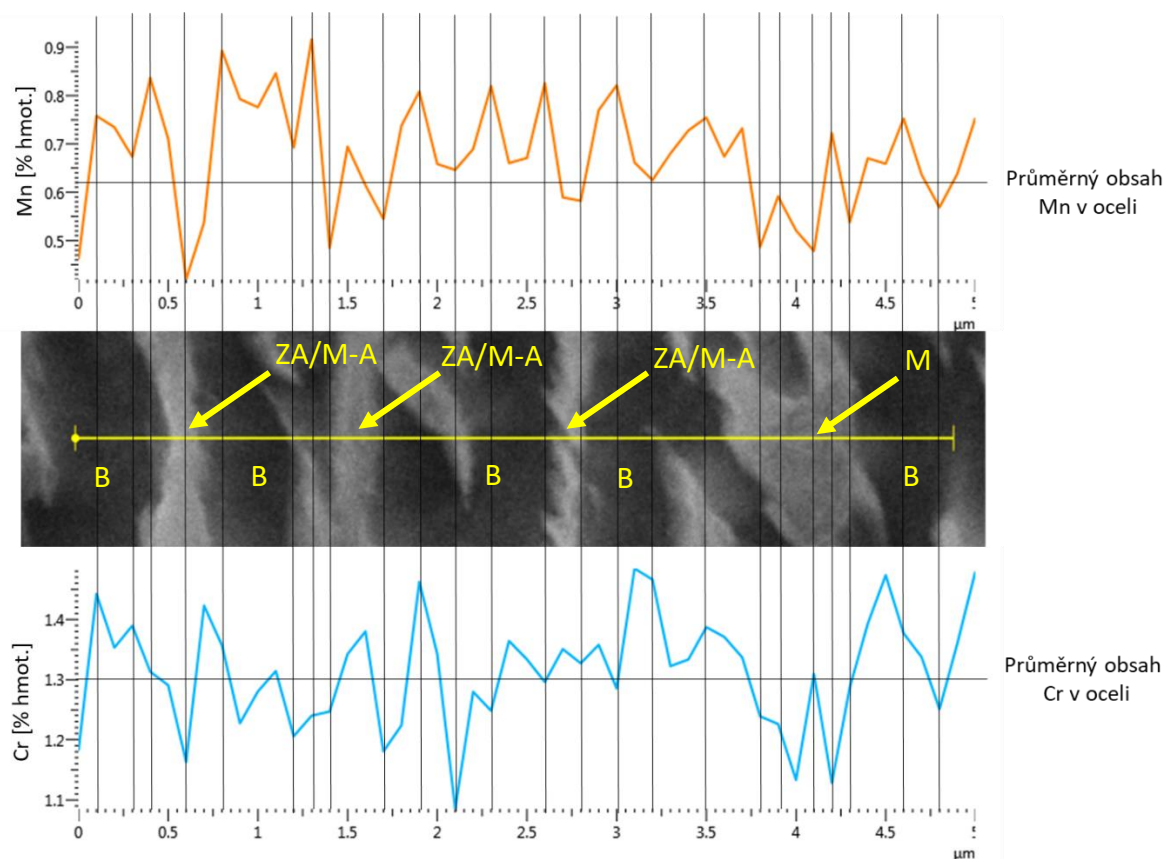 Mn [% hmot.]
0.9
0.8
0.7
0.6
0.5
0 0.5 1 1.5 2 2.5 3 3.5 4 4.5
µm
Průměrný obsah
Mn v oceli
ZA/M-A ZA/M-A ZA/M-A M
B B B B B
Cr [% hmot.]
1.4
1.3
1.2
1.1
0 0.5 1 1.5 2 2.5 3 3.5 4 4.5
µm
Průměrný obsah
Cr v oceli